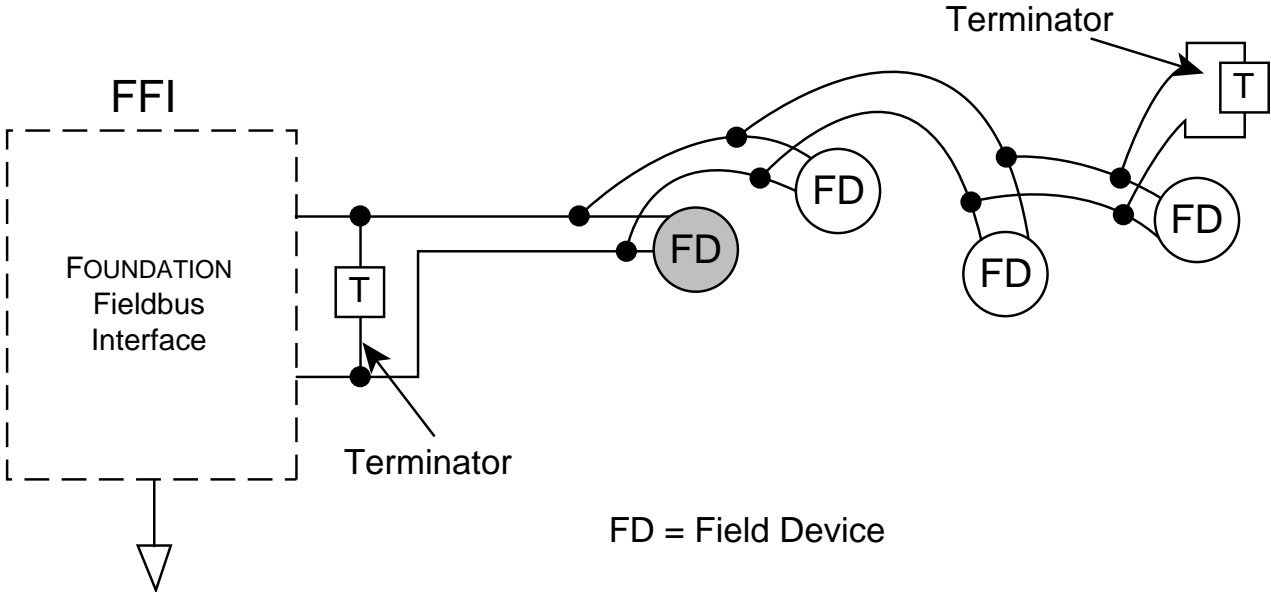 Terminator
T
FFI
FOUNDATION
Fieldbus
Interface
T
FD
FD
FD
FD
Terminator
FD = Field Device